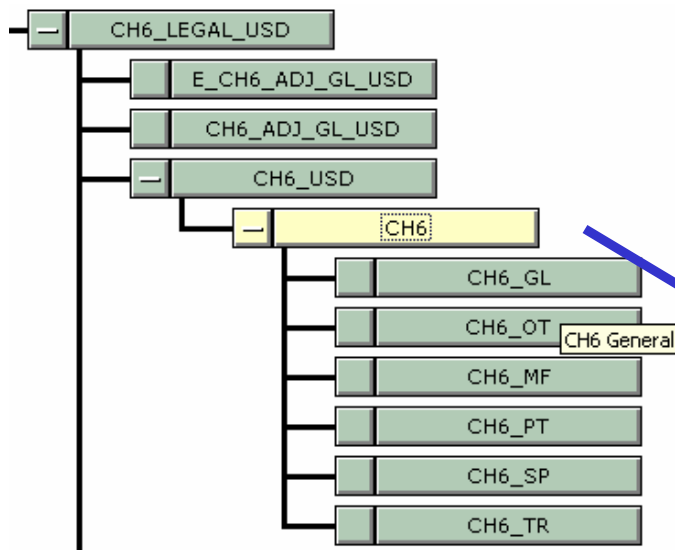 CH6_LEGAL_USD
E_CH6_ADJ_GL_USD
CH6_ADJ_GL_USD
CH6_USD
CH6
CH6_GL
CH6_OT
CH6 General
CH6_MF
CH6_PT
CH6_SP
CH6_TR